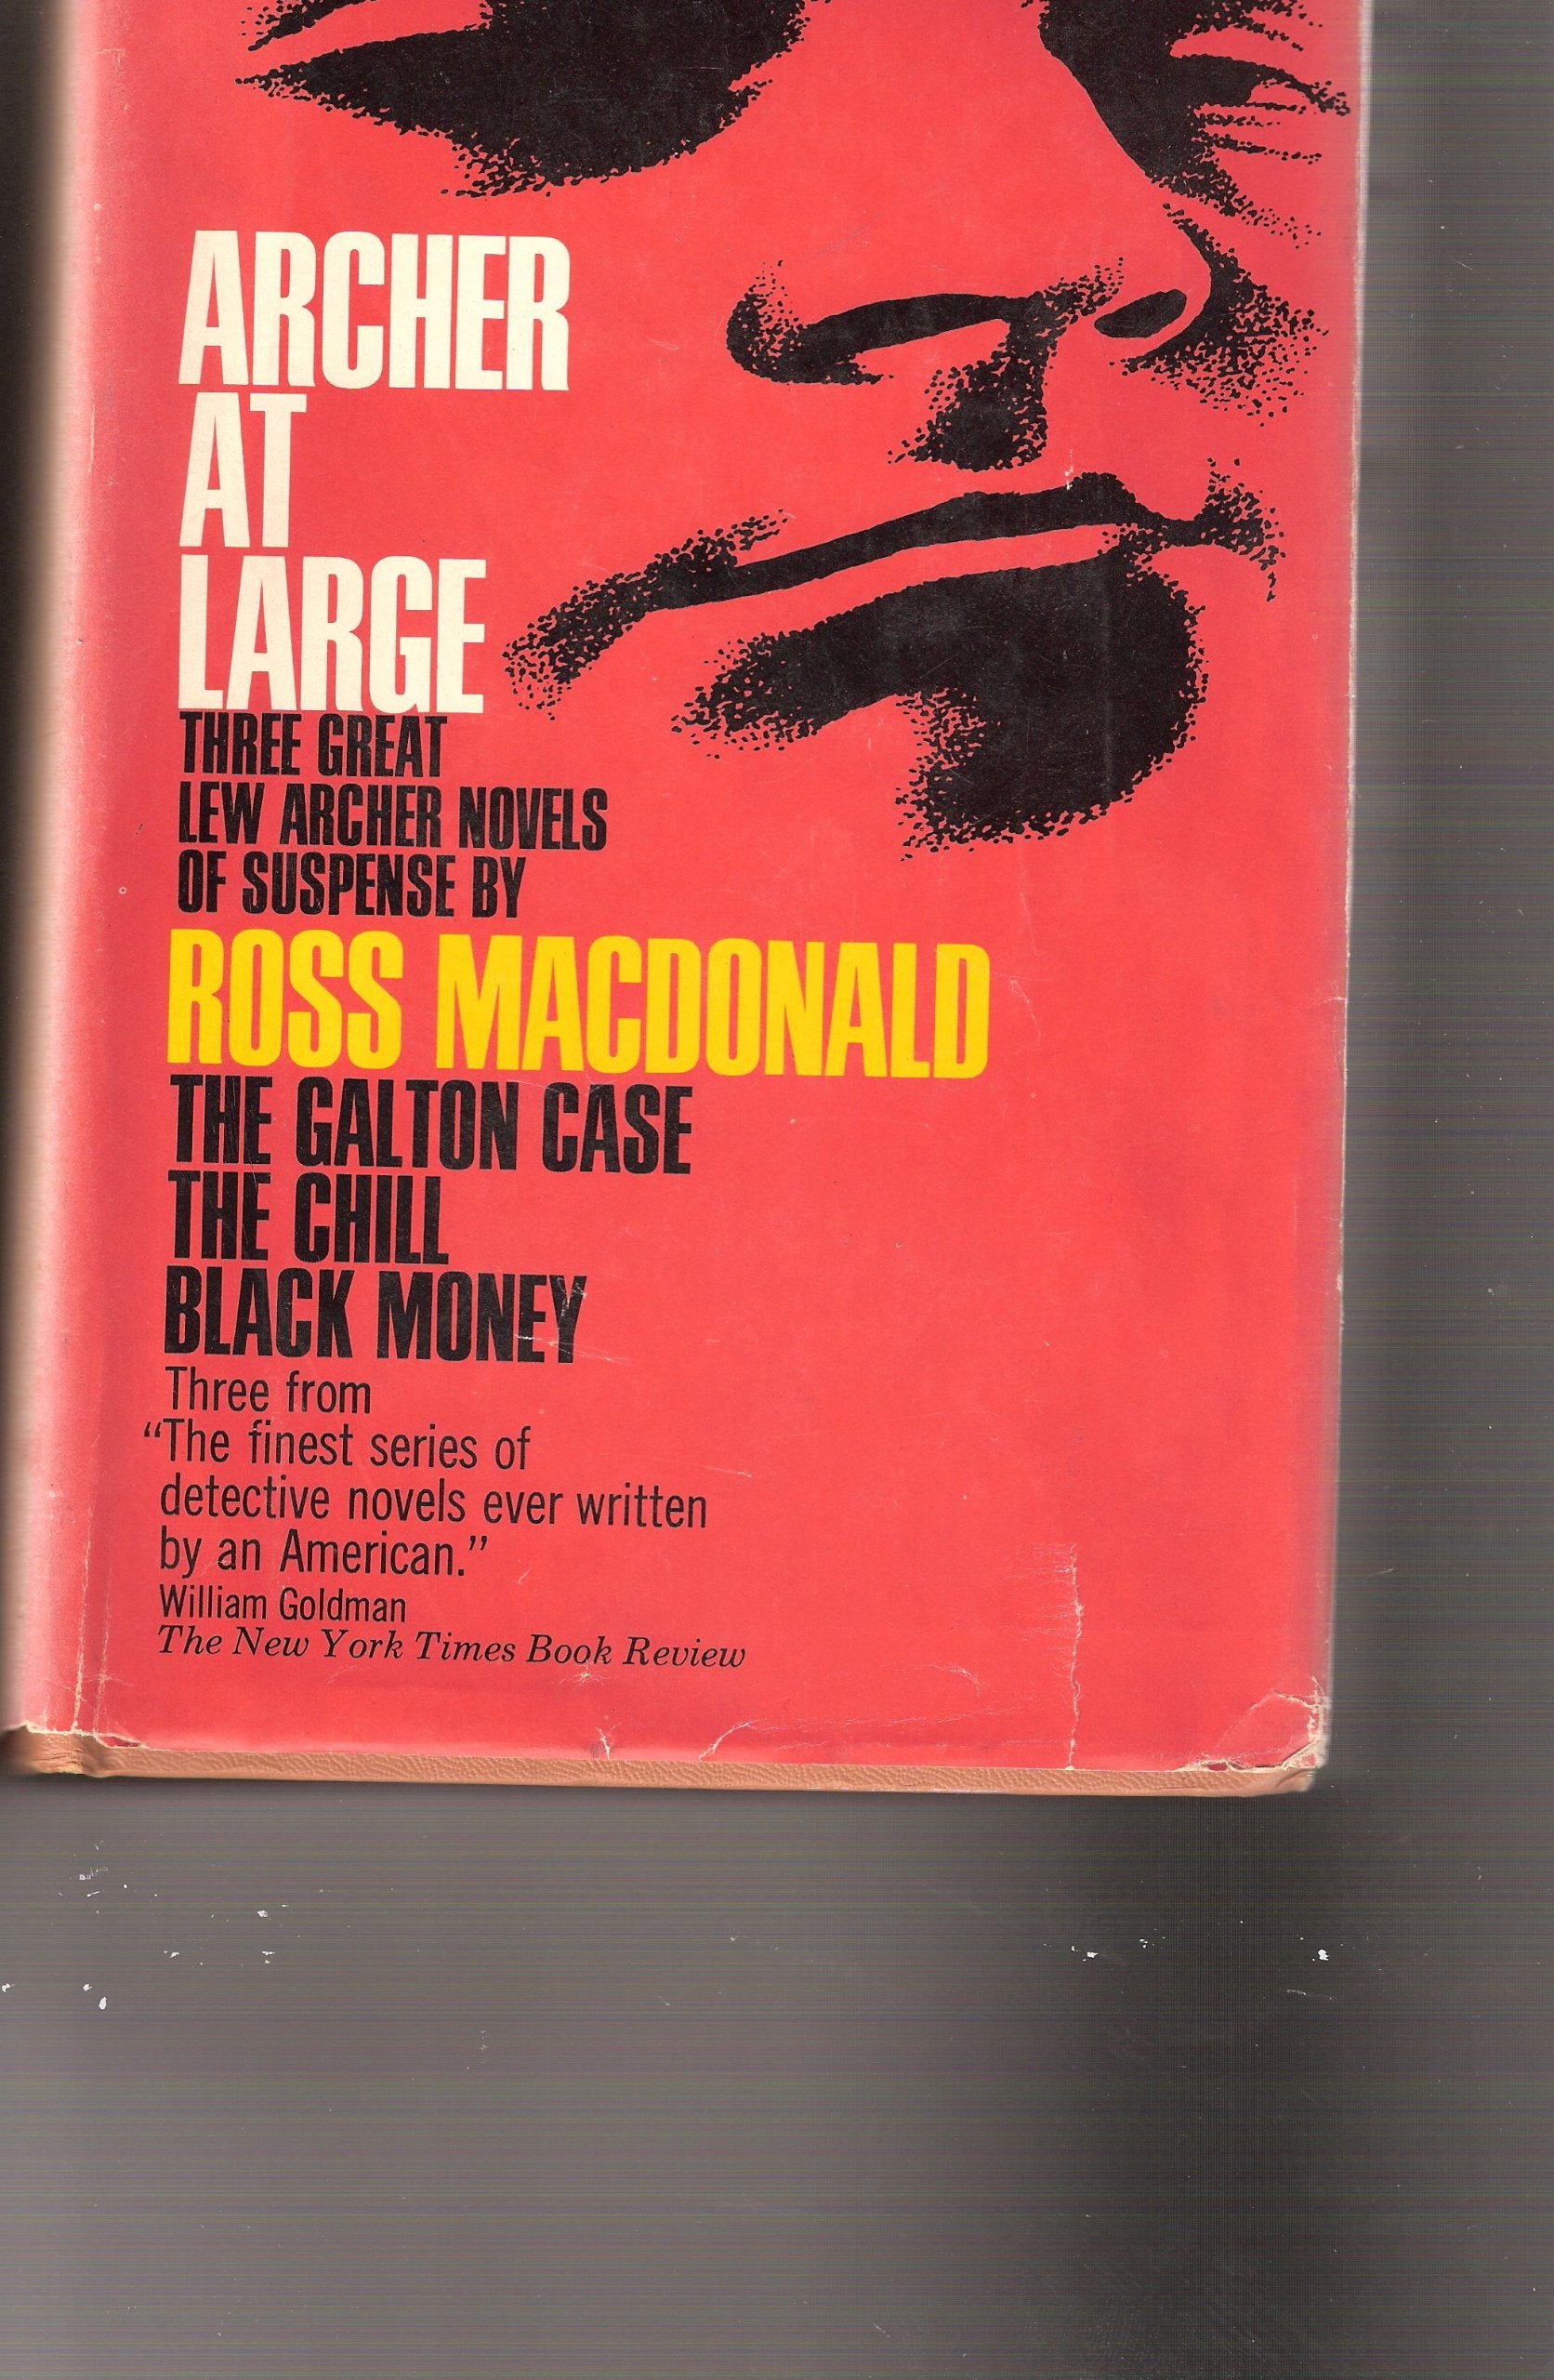 ARCHER
AT
LARGE
THREE GREAT
LEW ARCHER NOVELS
OF SUSPENSE BY
ROSS MACDONALD
THE GALTON CASE
THE CHILL
BLACK MONEY
Three from
“The finest series of
detective novels ever written
by an American.”
William Goldman
The New York Times Book Review